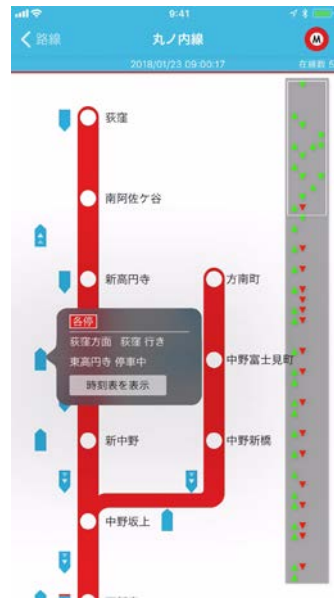 9:41
路線
丸ノ内線
M
2018/01/23 09:00:17
在線数 5
荻窪
南阿佐ケ谷
新高円寺
方南町
各停
荻窪方面 荻窪 行き
東高円寺 停車中
時刻表を表示
中野富士見町
新中野
中野新橋
中野坂上